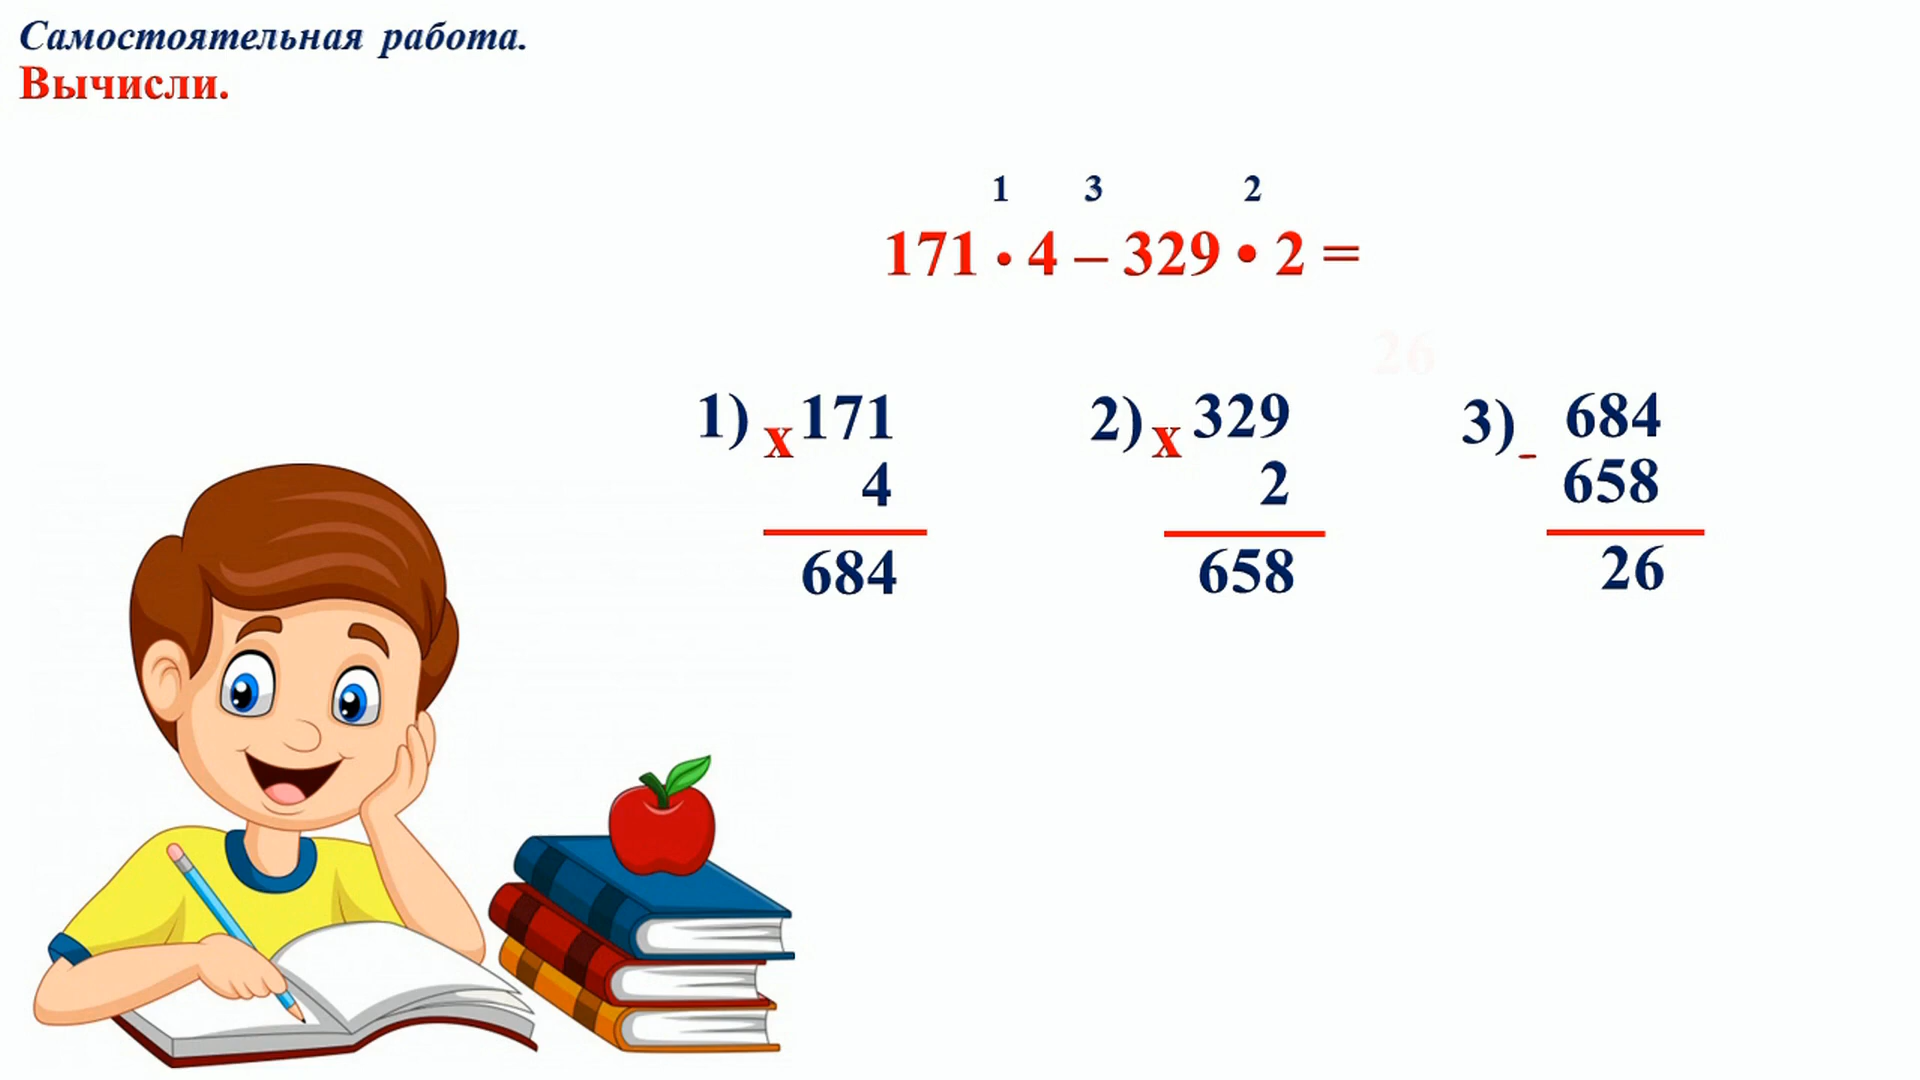 Самостоятельная работа.
Вычисли.
1 3 2
171 · 4 – 329 • 2 =
26
1) x 171
4
684
2) x 329
2
658
3) - 684
658
26